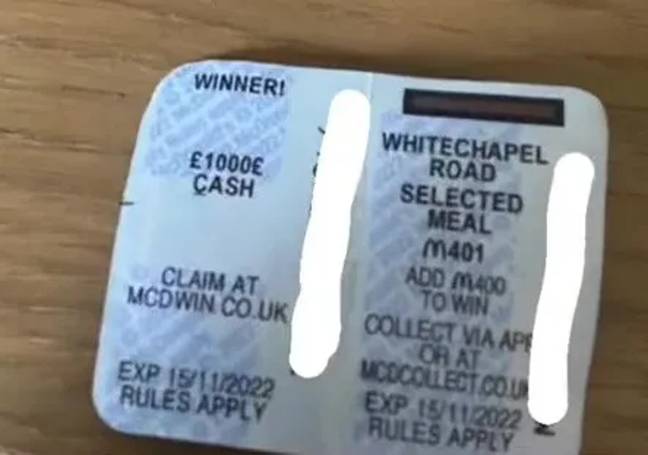 WINNER!
£1000£
CASH
CLAIM AT
MCDWIN.CO.UK
EXP 15/11/2022
RULES APPLY
WHITECHAPEL
ROAD
SELECTED
MEAL
M401
ADD M400
TO WIN
COLLECT VIA APP
OR AT
MCDCOLLECT.CO.UK
EXP 15/11/2022
RULES APPLY